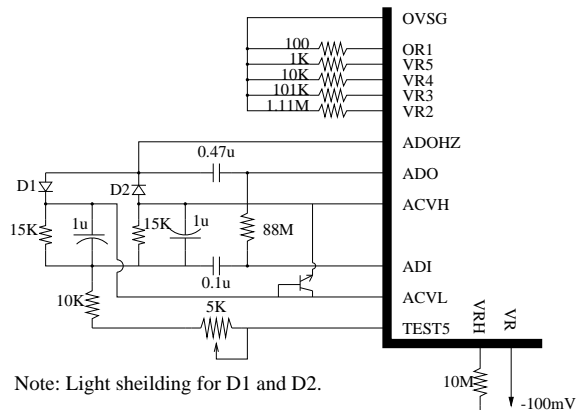 OVSG
100 OR1
1K VR5
10K VR4
101K VR3
1.11M VR2
ADOHZ
0.47u
ADO
D1 D2
ACVH
15K 1u 15K 1u 88M
0.1u ADI
10K 5K ACVL
TEST5
VRH VR
10M
-100mV
Note: Light sheilding for D1 and D2.